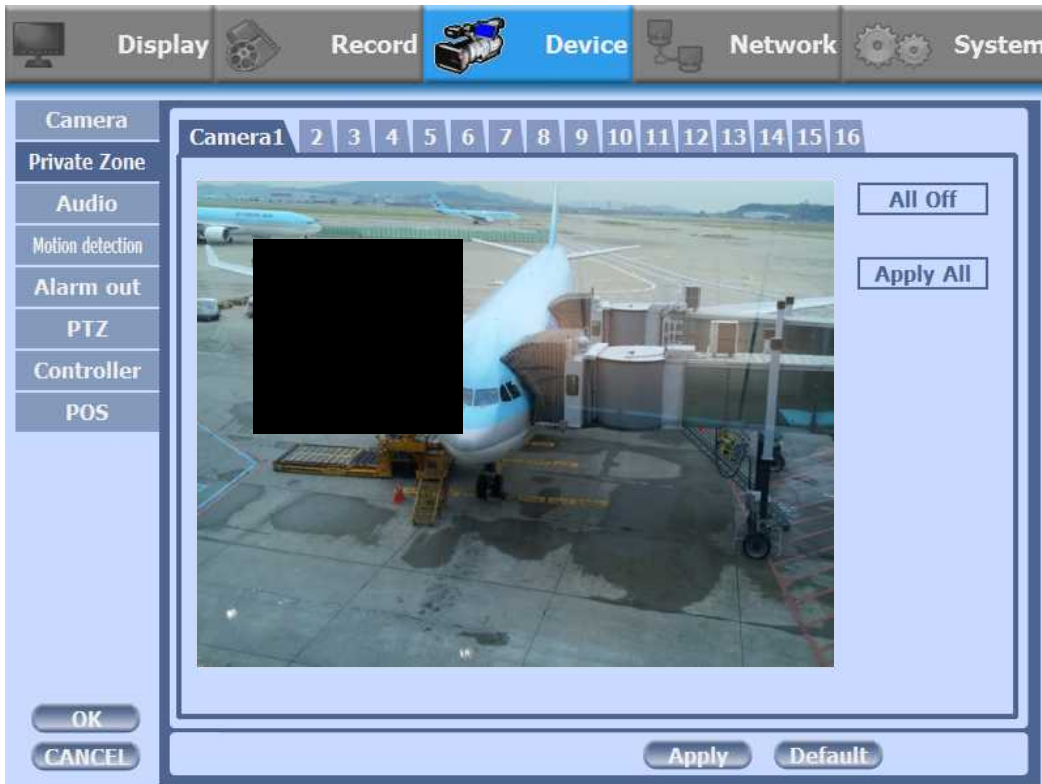 Display Record Device Network System
Camera
Private Zone
Audio
Motion detection
Alarm out
PTZ
Controller
POS
OK
CANCEL
Camera1 2 3 4 5 6 7 8 9 10 11 12 13 14 15 16
All Off
Apply All
Apply Default